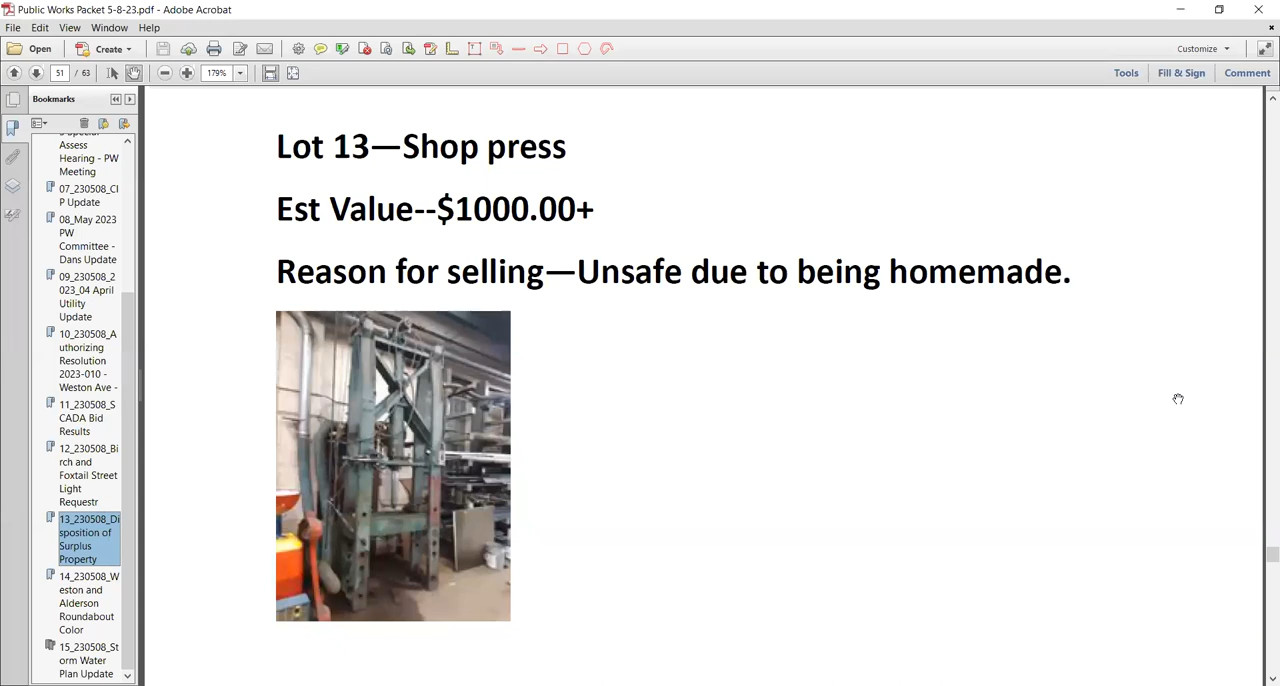 Public Works Packet 5-8-23.pdf - Adobe Acrobat
File Edit View Window Help
Open Create Customize
51 / 63 179% Tools Fill & Sign Comment
Bookmarks
Assess
Hearing - PW
Meeting
07_230508_CI
P Update
08_May 2023
PW
Committee -
Dans Update
09_230508_2
023_04 April
Utility
Update
10_230508_A
uthorizing
Resolution
2023-010 -
Weston Ave -
11_230508_S
CADA Bid
Results
12_230508_Bi
rch and
Foxtail Street
Light
Requestr
13_230508_Di
sposition of
Surplus
Property
14_230508_W
eston and
Alderson
Roundabout
Color
15_230508_St
orm Water
Plan Update
Lot 13—Shop press
Est Value--$1000.00+
Reason for selling—Unsafe due to being homemade.